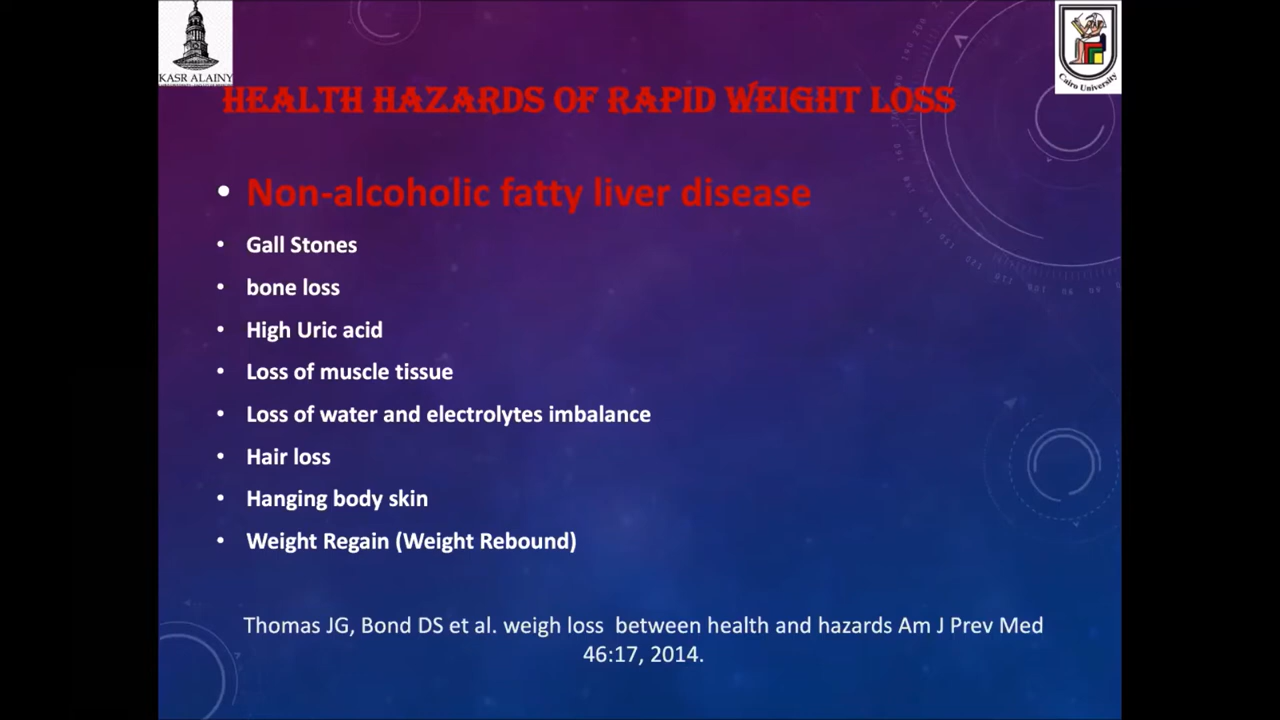 KASR ALAINY
Cairo University
HEALTH HAZARDS OF RAPID WEIGHT LOSS
• Non-alcoholic fatty liver disease
• Gall Stones
• bone loss
• High Uric acid
• Loss of muscle tissue
• Loss of water and electrolytes imbalance
• Hair loss
• Hanging body skin
• Weight Regain (Weight Rebound)
Thomas JG, Bond DS et al. weigh loss between health and hazards Am J Prev Med
46:17, 2014.